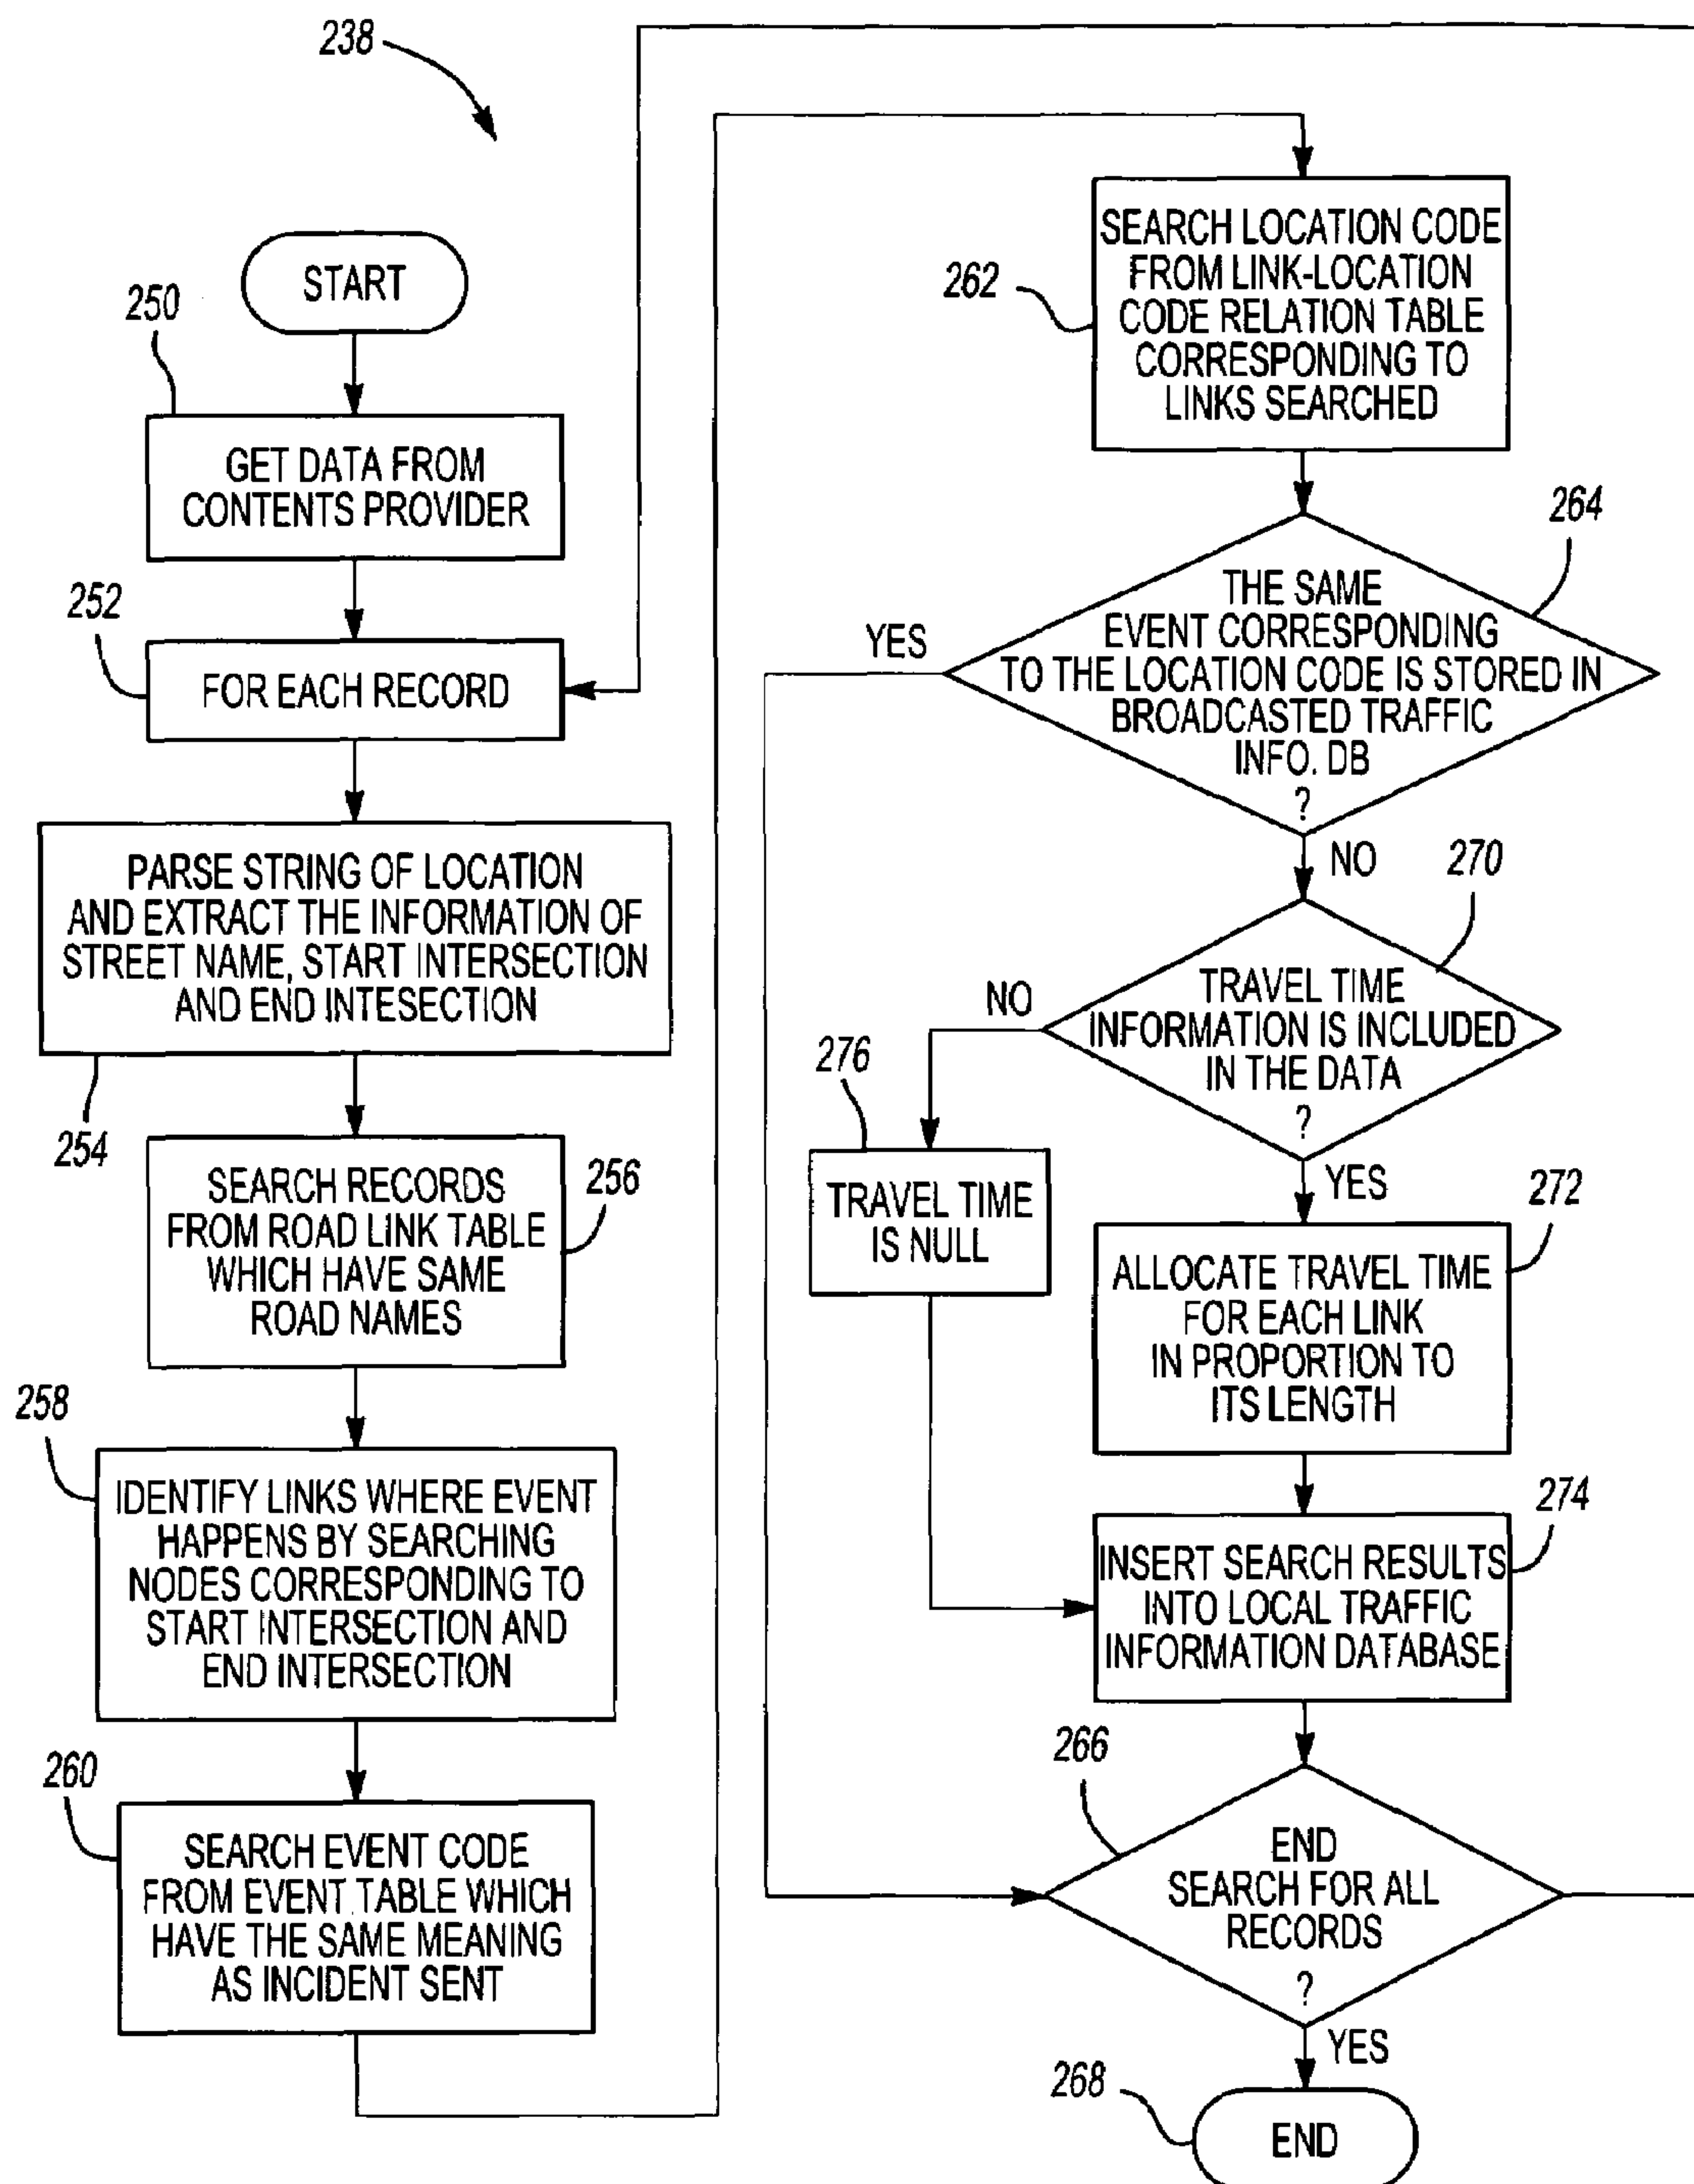 238
START
250
GET DATA FROM
CONTENTS PROVIDER
252
FOR EACH RECORD
PARSE STRING OF LOCATION
AND EXTRACT THE INFORMATION OF
STREET NAME, START INTERSECTION
AND END INTESECTION
254
SEARCH RECORDS
FROM ROAD LINK TABLE
WHICH HAVE SAME
ROAD NAMES
256
258
IDENTIFY LINKS WHERE EVENT
HAPPENS BY SEARCHING
NODES CORRESPONDING TO
START INTERSECTION AND
END INTERSECTION
260
SEARCH EVENT CODE
FROM EVENT TABLE WHICH
HAVE THE SAME MEANING
AS INCIDENT SENT
262
SEARCH LOCATION CODE
FROM LINK-LOCATION
CODE RELATION TABLE
CORRESPONDING TO
LINKS SEARCHED
264
THE SAME
EVENT CORRESPONDING
TO THE LOCATION CODE IS STORED IN
BROADCASTED TRAFFIC
INFO. DB
?
YES
NO
270
TRAVEL TIME
INFORMATION IS INCLUDED
IN THE DATA
?
NO
276
TRAVEL TIME
IS NULL
YES
272
ALLOCATE TRAVEL TIME
FOR EACH LINK
IN PROPORTION TO
ITS LENGTH
274
INSERT SEARCH RESULTS
INTO LOCAL TRAFFIC
INFORMATION DATABASE
266
END
SEARCH FOR ALL
RECORDS
?
YES
268
END